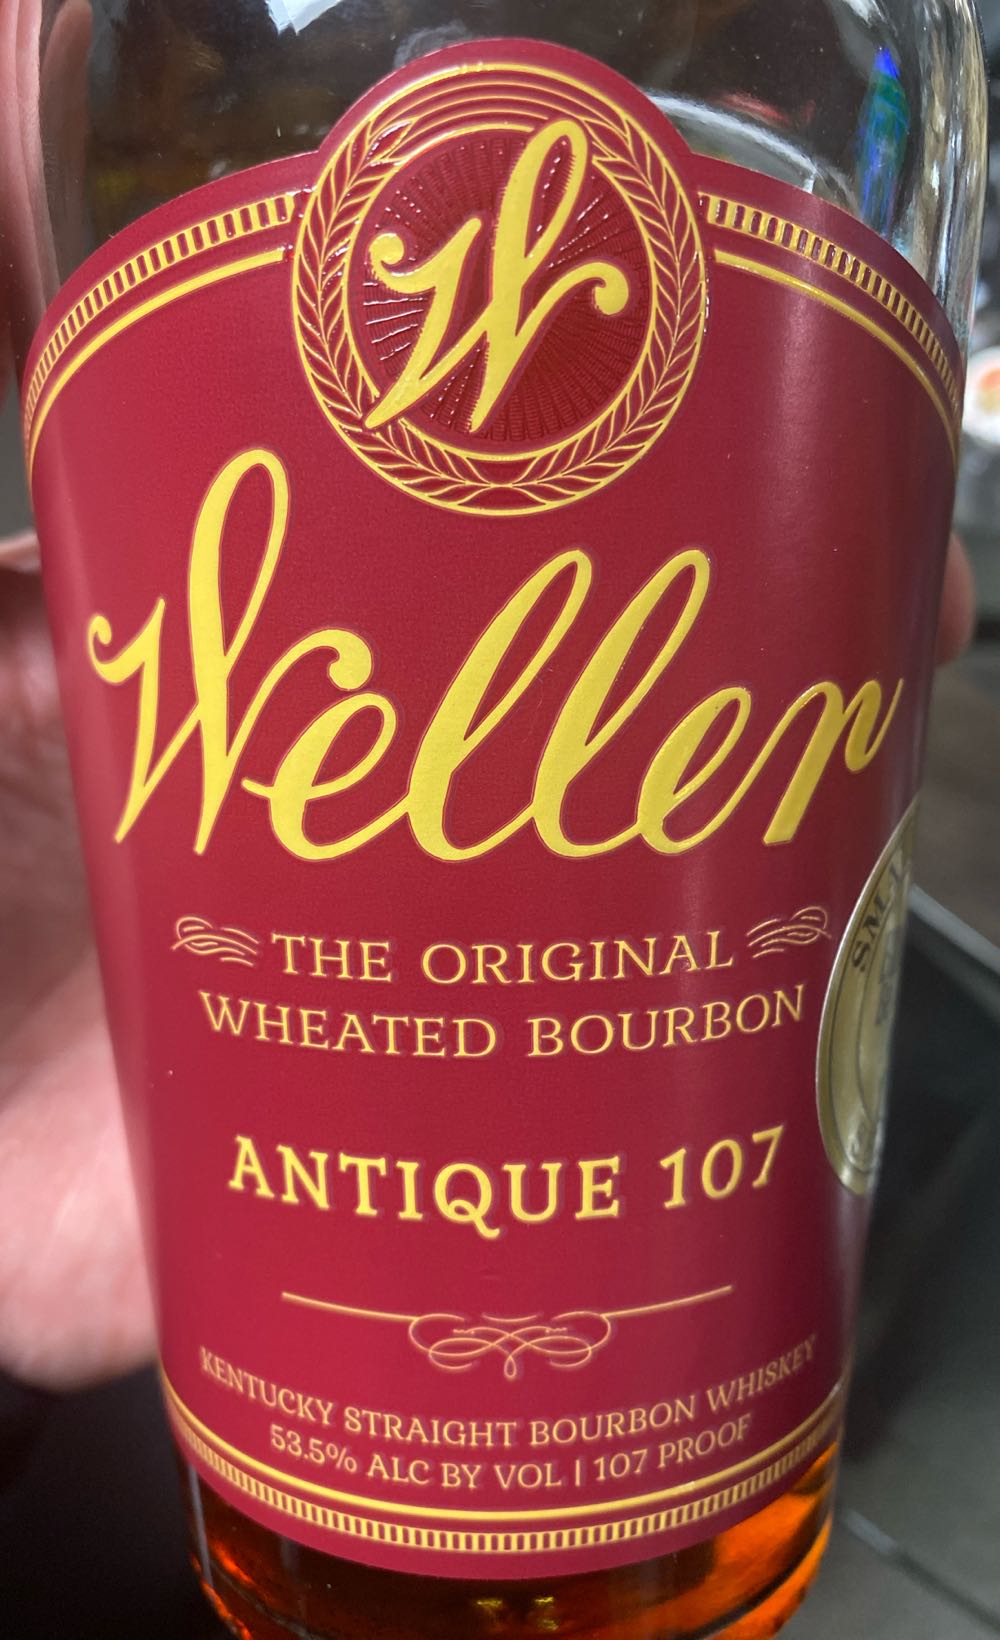 W
Weller
THE ORIGINAL
WHEATED BOURBON
ANTIQUE 107
KENTUCKY STRAIGHT BOURBON WHISKEY
53.5% ALC BY VOL | 107 PROOF